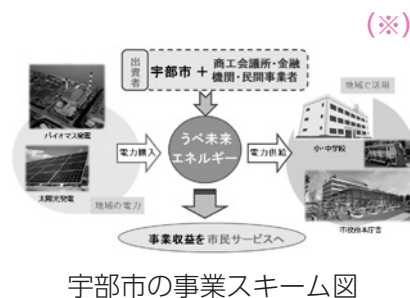 (※)
出資者
宇部市 + 商工会議所・金融機関・民間事業者
地域で活用
バイオマス発電
電力購入
うべ未来
エネルギー
電力供給
小・中学校
太陽光発電
地域の電力
市役所本庁舎
事業収益を市民サービスへ
宇部市の事業スキーム図